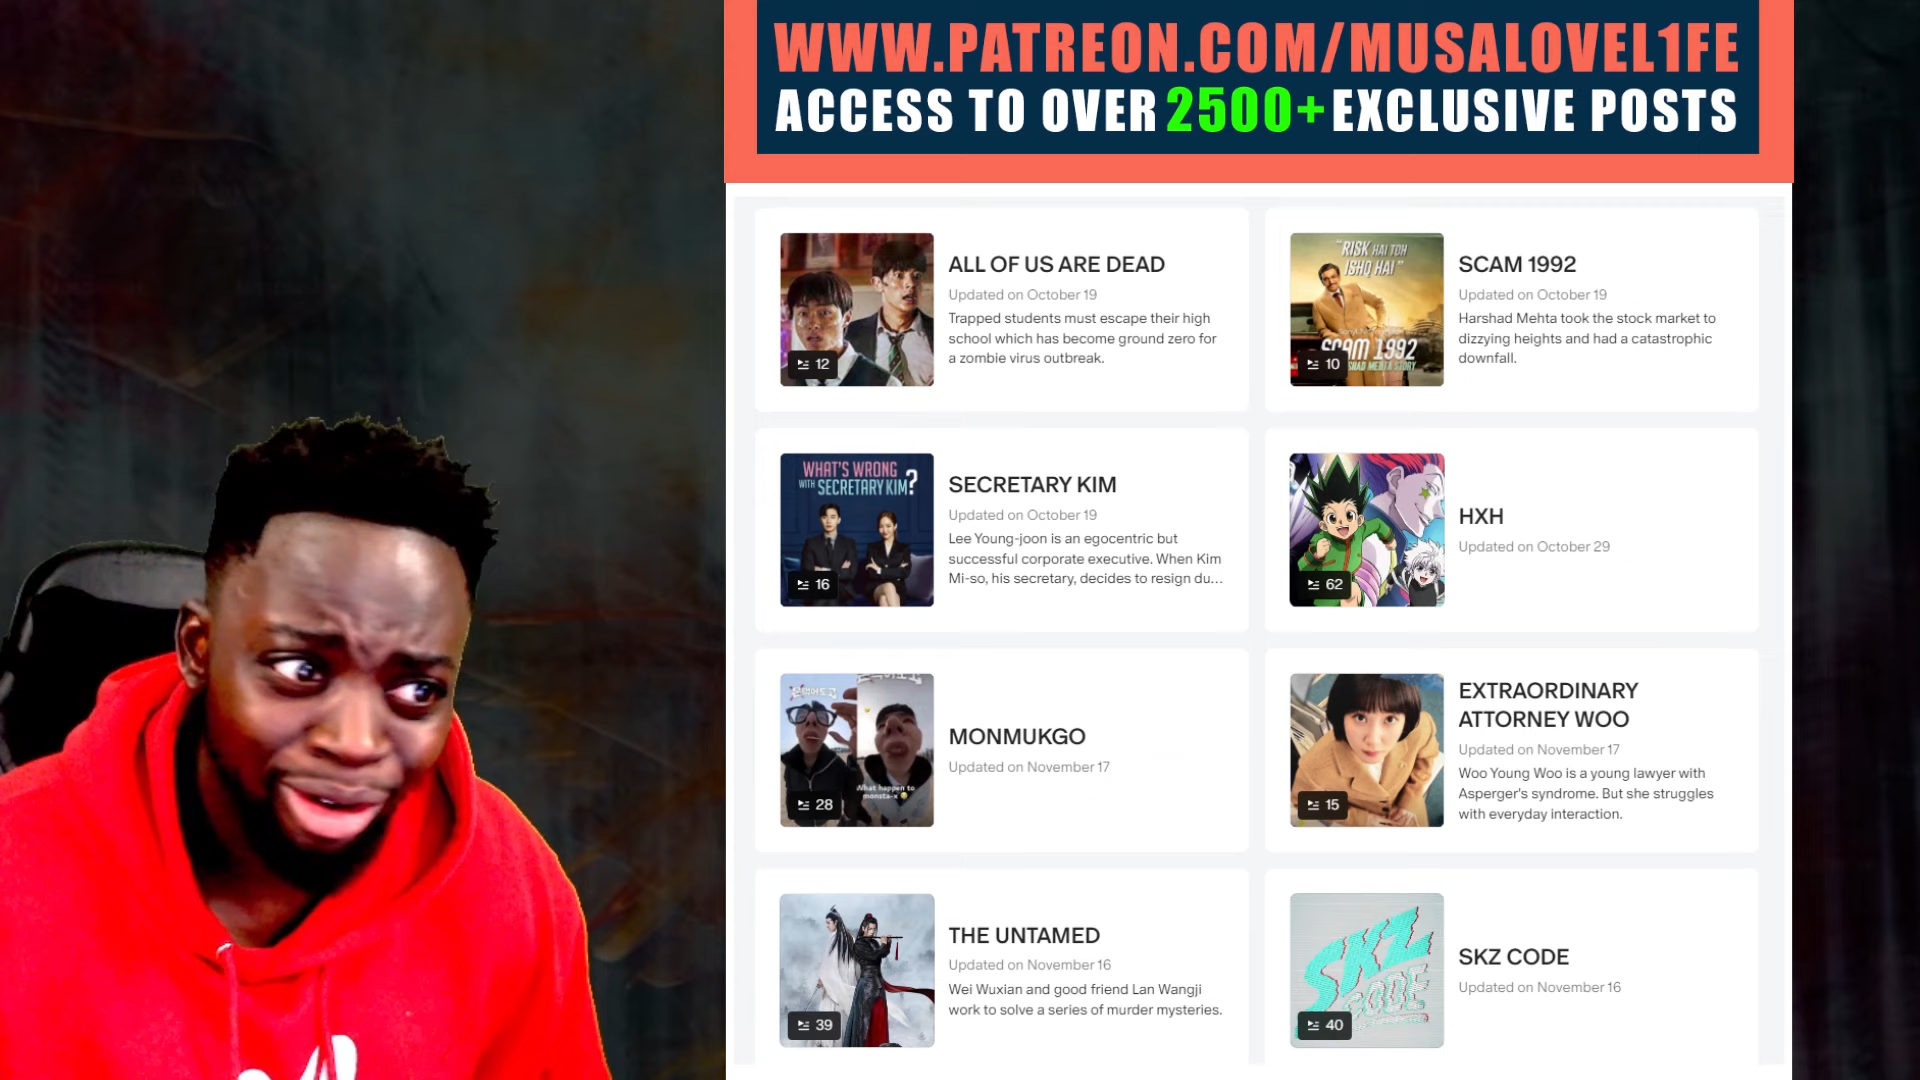 WWW.PATREON.COM/MUSALOVEL1FE
ACCESS TO OVER 2500+ EXCLUSIVE POSTS
ALL OF US ARE DEAD
Updated on October 19
Trapped students must escape their high
school which has become ground zero for
a zombie virus outbreak.
12
"RISK HAI TOH
ISHQ HAI"
SCAM 1992
10
SCAM 1992
Updated on October 19
Harshad Mehta took the stock market to
dizzying heights and had a catastrophic
downfall.
WHAT'S WRONG
WITH SECRETARY KIM?
16
SECRETARY KIM
Updated on October 19
Lee Young-joon is an egocentric but
successful corporate executive. When Kim
Mi-so, his secretary, decides to resign du...
62
HXH
Updated on October 29
What happen to
monsta-x
28
MONMUKGO
Updated on November 17
15
EXTRAORDINARY
ATTORNEY WOO
Updated on November 17
Woo Young Woo is a young lawyer with
Asperger's syndrome. But she struggles
with everyday interaction.
39
THE UNTAMED
Updated on November 16
Wei Wuxian and good friend Lan Wangji
work to solve a series of murder mysteries.
SKZ
CODE
40
SKZ CODE
Updated on November 16